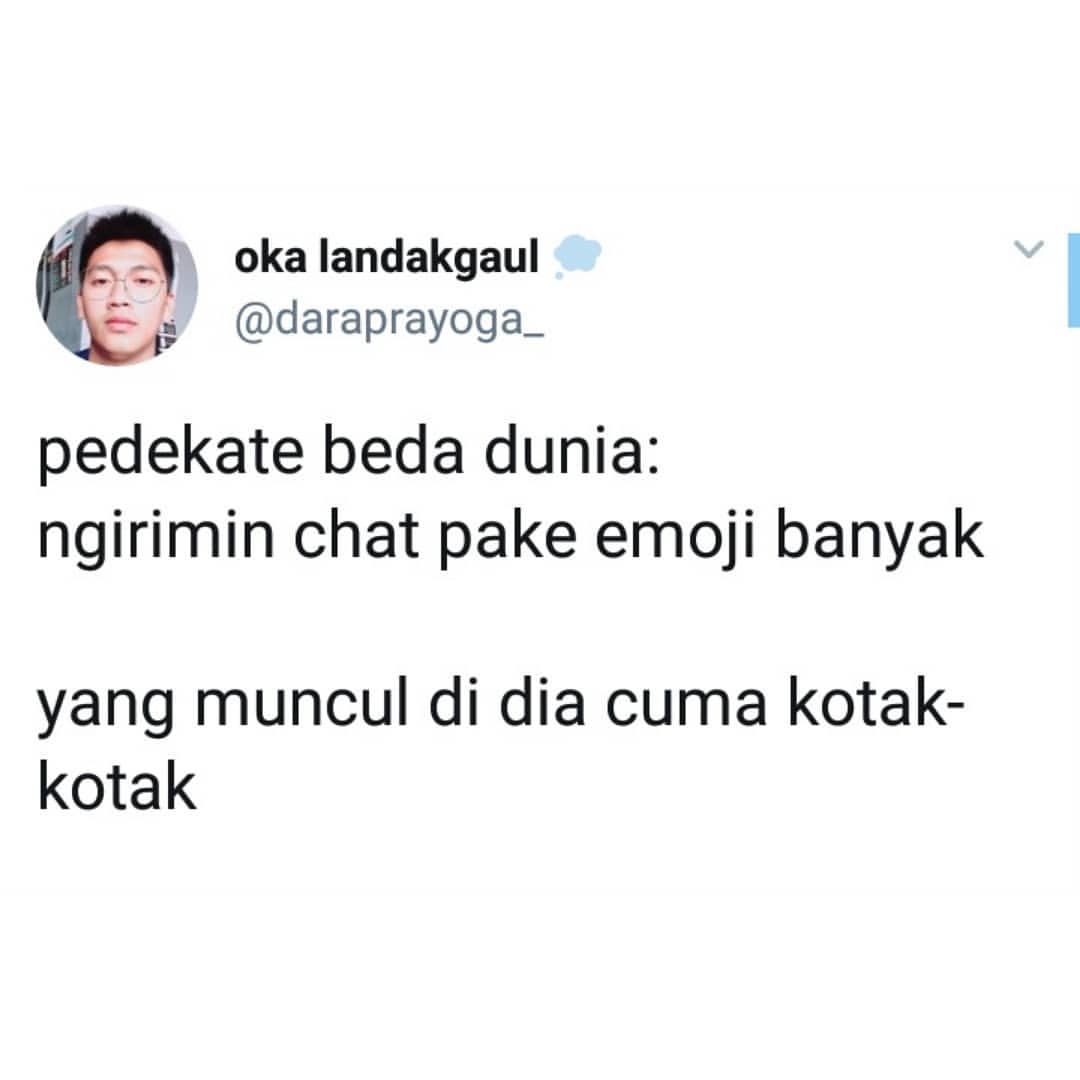 oka landakgaul
@daraprayoga_
pedekate beda dunia:
ngirimin chat pake emoji banyak
yang muncul di dia cuma kotak-
kotak